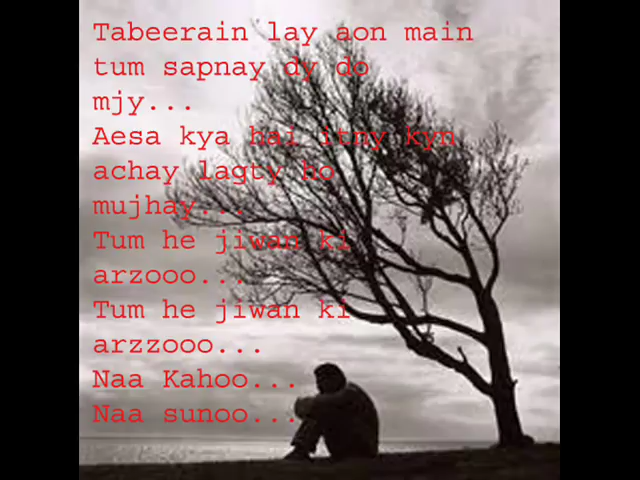 Tabeerain lay aon main
tum sapnay dy do
mjy...
Aesa kya hai itny kyn
achay lagty ho
mujhay...
Tum he jiwan ki
arzooo...
Tum he jiwan ki
arzzooo...
Naa Kahoo...
Naa sunoo...